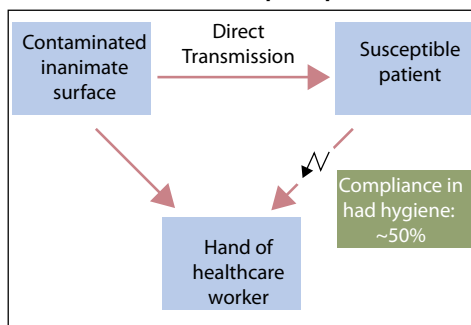 Contaminated
inanimate
surface
Direct
Transmission
Susceptible
patient
Compliance in
had hygiene:
~50%
Hand of
healthcare
worker